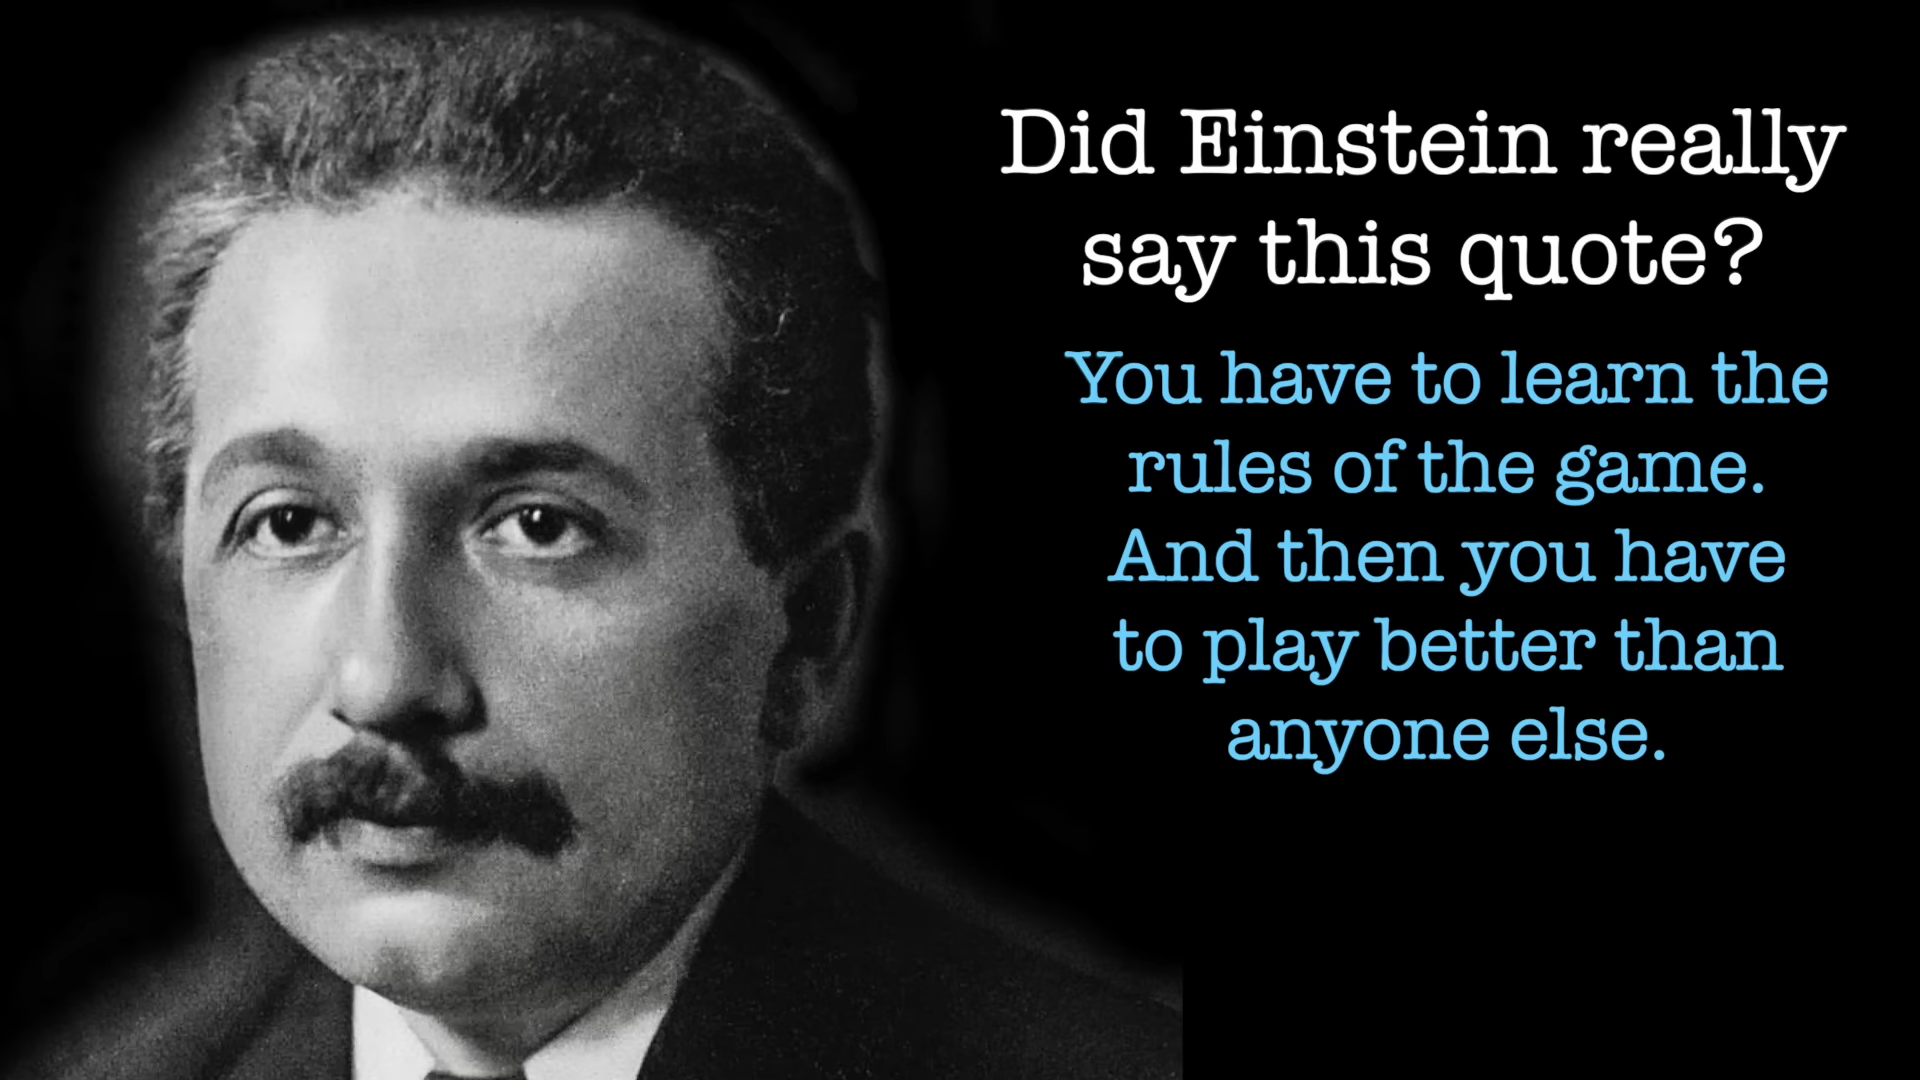 Did Einstein really
say this quote?
You have to learn the
rules of the game.
And then you have
to play better than
anyone else.